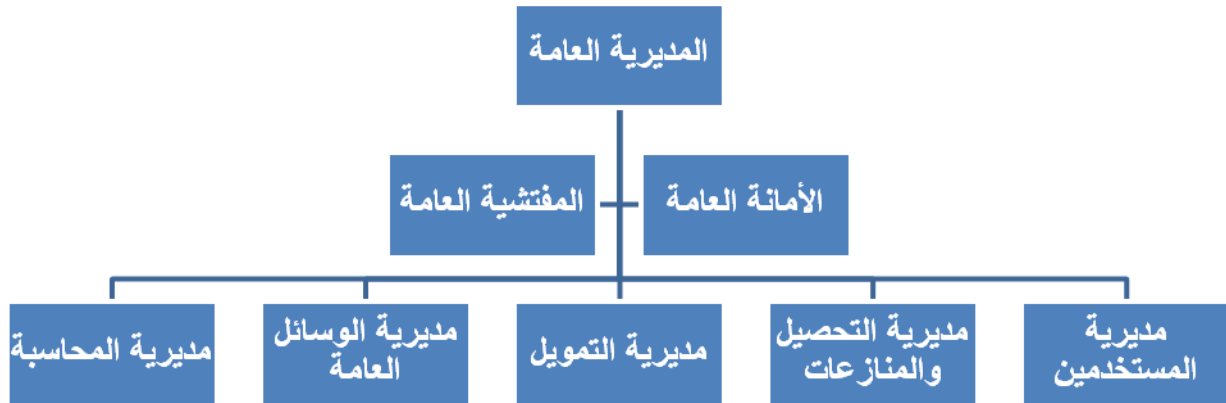 المديرية العامة
الأمانة العامة
المفتشية العامة
مديرية
المستخدمين
مديرية التحصيل
والمنازعات
مديرية التمويل
مديرية الوسائل
العامة
مديرية المحاسبة